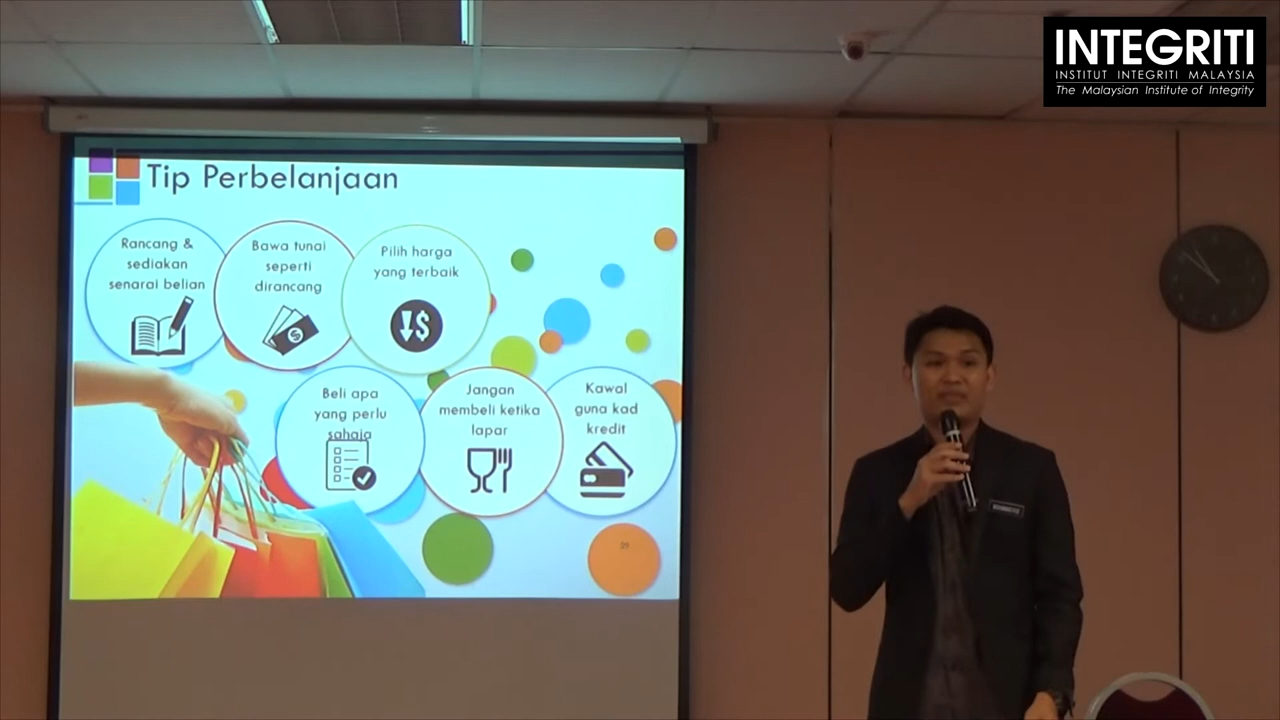 INTEGRITI
INSTITUT INTEGRITI MALAYSIA
The Malaysian Institute of Integrity
Tip Perbelanjaan
Rancang &
sediakan
senarai belian
Bawa tunai
seperti
dirancang
Pilih harga
yang terbaik
Beli apa
yang perlu
sahaja
Jangan
membeli ketika
lapar
Kawal
guna kad
kredit